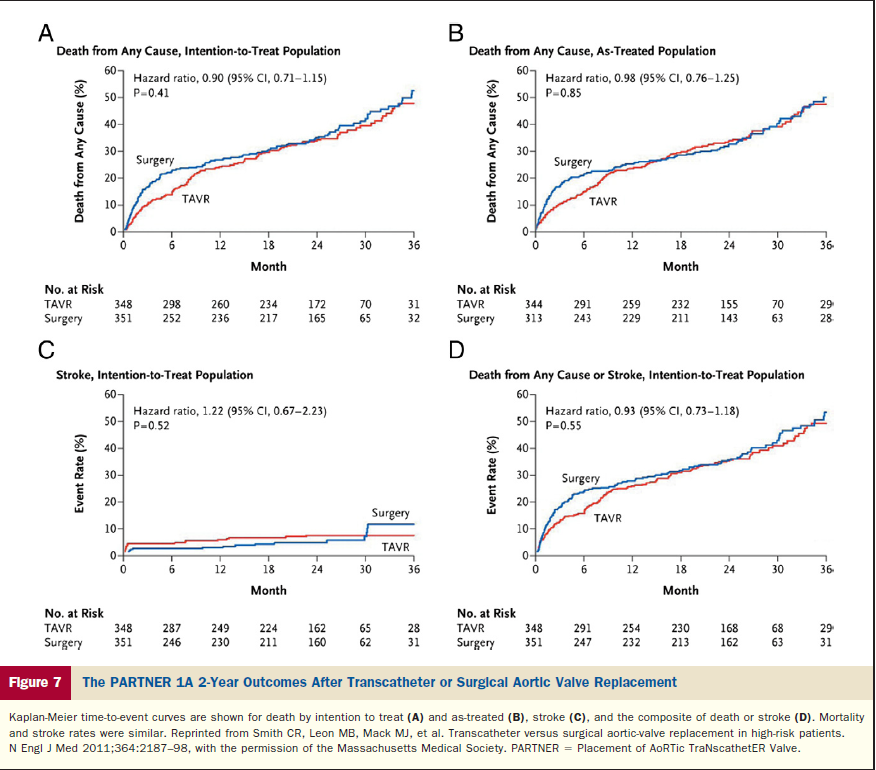 A
Death from Any Cause, Intention-to-Treat Population
Hazard ratio, 0.90 (95% CI, 0.71–1.15)
P=0.41
Death from Any Cause (%)
60
50
40
30
20
10
0
Surgery
TAVR
0 6 12 18 24 30 36
Month
No. at Risk
TAVR 348 298 260 234 172 70 31
Surgery 351 252 236 217 165 65 32
B
Death from Any Cause, As-Treated Population
Hazard ratio, 0.98 (95% CI, 0.76–1.25)
P=0.85
Death from Any Cause (%)
60
50
40
30
20
10
0
Surgery
TAVR
0 6 12 18 24 30 36
Month
No. at Risk
TAVR 344 291 259 232 155 70 29
Surgery 313 243 229 211 143 63 28
C
Stroke, Intention-to-Treat Population
Hazard ratio, 1.22 (95% CI, 0.67–2.23)
P=0.52
Event Rate (%)
60
50
40
30
20
10
0
Surgery
TAVR
0 6 12 18 24 30 36
Month
No. at Risk
TAVR 348 287 249 224 162 65 28
Surgery 351 246 230 211 160 62 31
D
Death from Any Cause or Stroke, Intention-to-Treat Population
Hazard ratio, 0.93 (95% CI, 0.73–1.18)
P=0.55
Event Rate (%)
60
50
40
30
20
10
0
Surgery
TAVR
0 6 12 18 24 30 36
Month
No. at Risk
TAVR 348 291 254 230 168 68 29
Surgery 351 247 232 213 162 63 31
Figure 7 The PARTNER 1A 2-Year Outcomes After Transcatheter or Surgical Aortic Valve Replacement
Kaplan-Meier time-to-event curves are shown for death by intention to treat (A) and as-treated (B), stroke (C), and the composite of death or stroke (D). Mortality
and stroke rates were similar. Reprinted from Smith CR, Leon MB, Mack MJ, et al. Transcatheter versus surgical aortic-valve replacement in high-risk patients.
N Engl J Med 2011;364:2187–98, with the permission of the Massachusetts Medical Society. PARTNER = Placement of AoRTic TraNscathetER Valve.